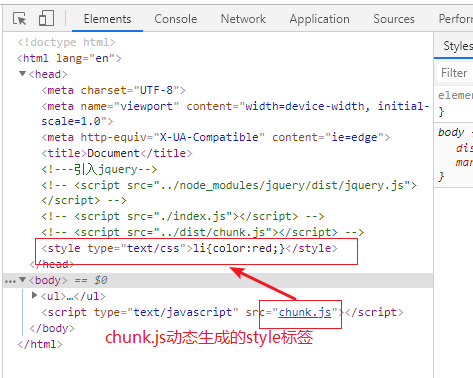 Elements Console Network Application Sources Perform
<!doctype html>
<html lang="en">
▼<head>
<meta charset="UTF-8">
<meta name="viewport" content="width=device-width, initial-
scale=1.0">
<meta http-equiv="X-UA-Compatible" content="ie=edge">
<title>Document</title>
<!---引入jquery-->
<!-- <script src="../node_modules/jquery/dist/jquery.js">
</script> -->
<!-- <script src="./index.js"></script> -->
<!-- <script src="../dist/chunk.js"></script> -->
<style type="text/css">li{color:red;}</style>
</head>
...▼<body> == $0
▶<ul>…</ul>
<script type="text/javascript" src="chunk.js"></script>
</body>
</html>
chunk.js动态生成的style标签
Styles
Filter
elemen
}
body
dis
mar
}